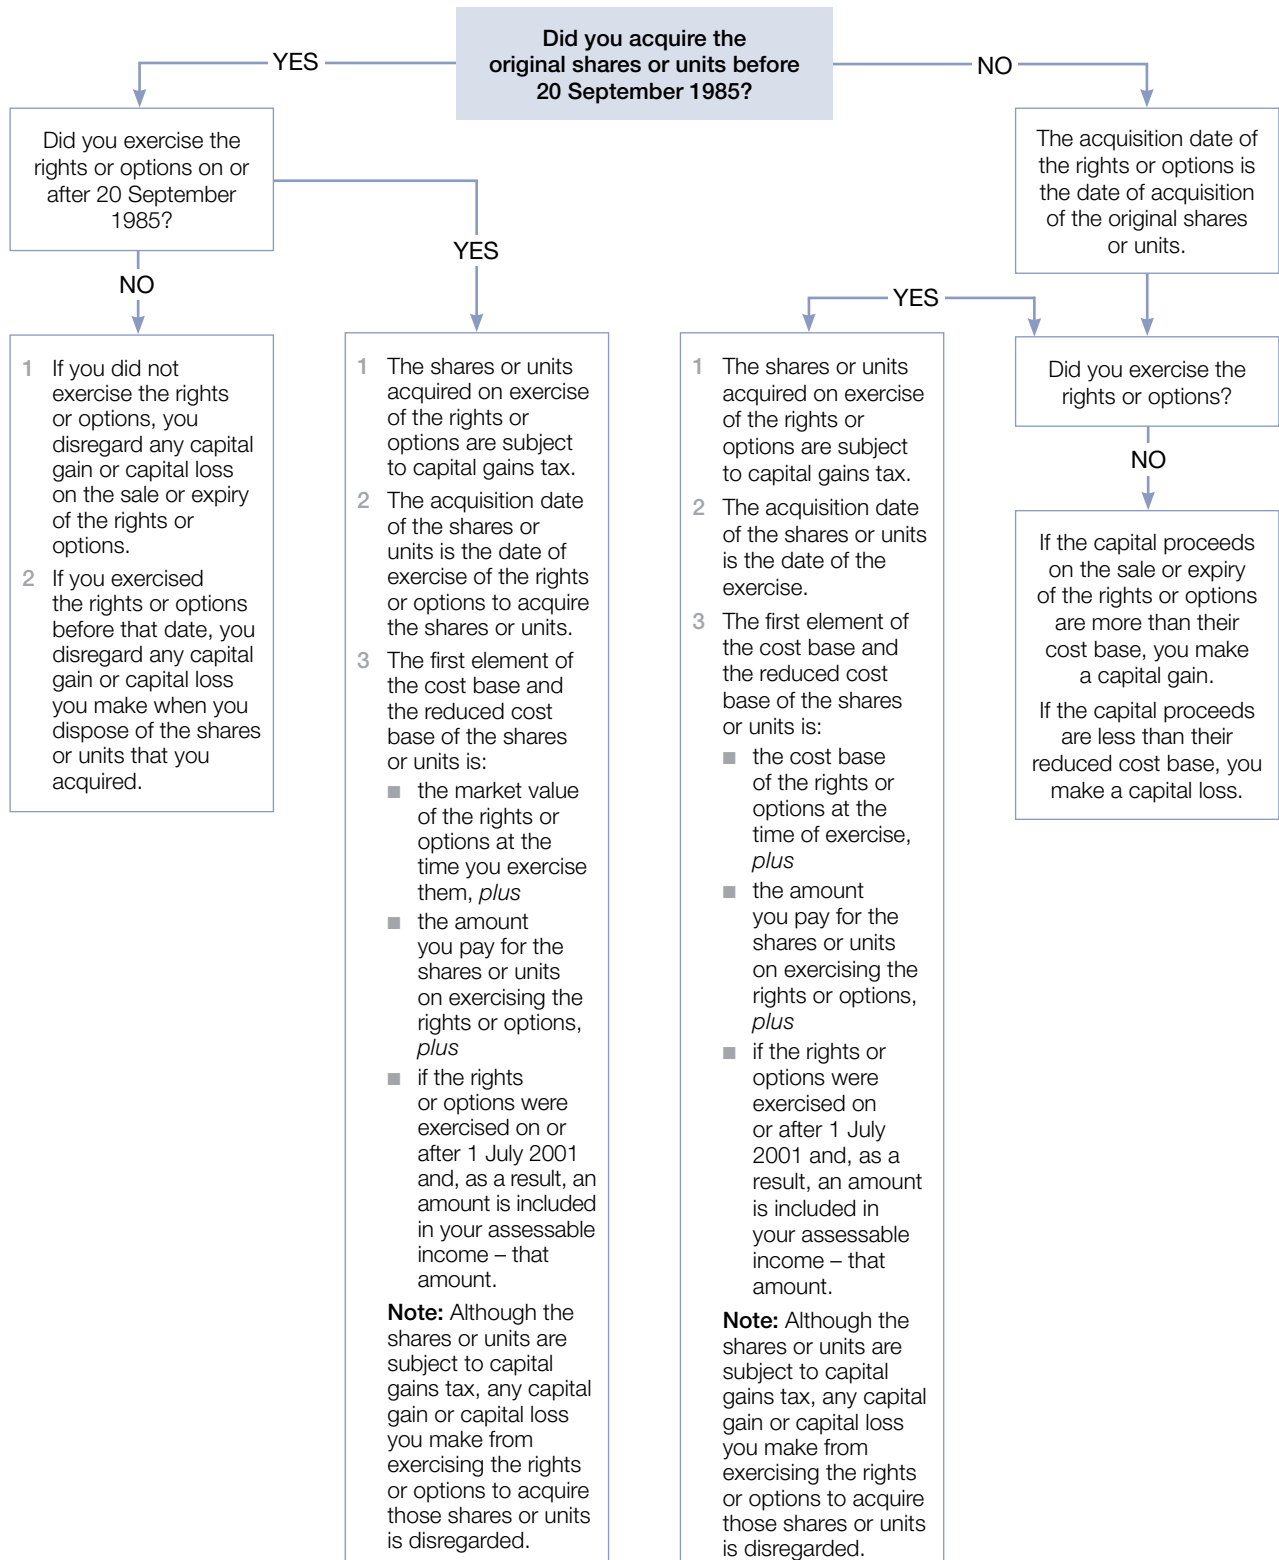 Did you acquire the
original shares or units before
20 September 1985?
YES
NO
Did you exercise the
rights or options on or
after 20 September
1985?
The acquisition date of
the rights or options is
the date of acquisition
of the original shares
or units.
YES
NO
YES
1 If you did not
exercise the rights
or options, you
disregard any capital
gain or capital loss
on the sale or expiry
of the rights or
options.
2 If you exercised
the rights or options
before that date, you
disregard any capital
gain or capital loss
you make when you
dispose of the shares
or units that you
acquired.
1 The shares or units
acquired on exercise
of the rights or
options are subject
to capital gains tax.
2 The acquisition date
of the shares or
units is the date of
exercise of the rights
or options to acquire
the shares or units.
3 The first element of
the cost base and
the reduced cost
base of the shares
or units is:
■ the market value
of the rights or
options at the
time you exercise
them, plus
■ the amount
you pay for the
shares or units
on exercising the
rights or options,
plus
■ if the rights
or options were
exercised on or
after 1 July 2001
and, as a result, an
amount is included
in your assessable
income – that
amount.
Note: Although the
shares or units are
subject to capital
gains tax, any capital
gain or capital loss
you make from
exercising the rights
or options to acquire
those shares or units
is disregarded.
1 The shares or units
acquired on exercise
of the rights or
options are subject
to capital gains tax.
2 The acquisition date
of the shares or units
is the date of the
exercise.
3 The first element of
the cost base and
the reduced cost
base of the shares
or units is:
■ the cost base
of the rights or
options at the
time of exercise,
plus
■ the amount
you pay for the
shares or units
on exercising the
rights or options,
plus
■ if the rights or
options were
exercised on
or after 1 July
2001 and, as a
result, an amount
is included in
your assessable
income – that
amount.
Note: Although the
shares or units are
subject to capital
gains tax, any capital
gain or capital loss
you make from
exercising the rights
or options to acquire
those shares or units
is disregarded.
Did you exercise the
rights or options?
NO
If the capital proceeds
on the sale or expiry
of the rights or options
are more than their
cost base, you make
a capital gain.
If the capital proceeds
are less than their
reduced cost base, you
make a capital loss.